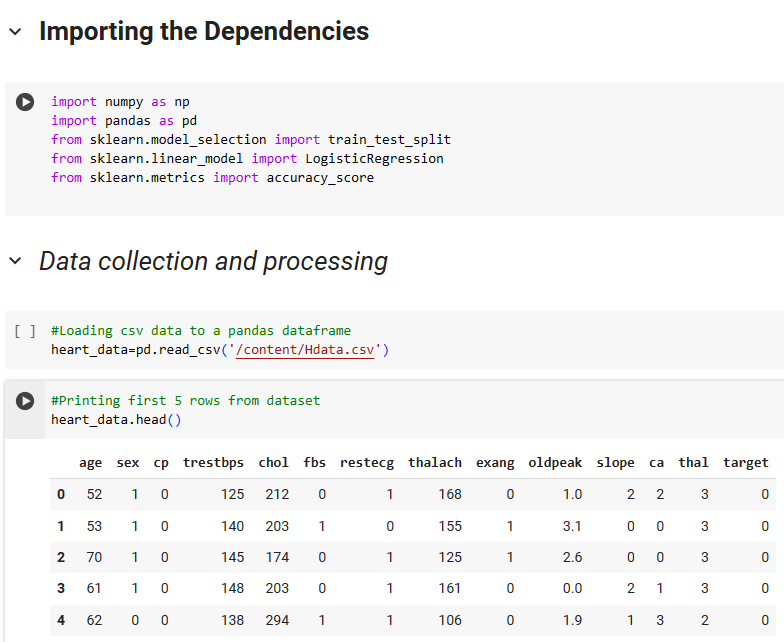 Importing the Dependencies
import numpy as np
import pandas as pd
from sklearn.model_selection import train_test_split
from sklearn.linear_model import LogisticRegression
from sklearn.metrics import accuracy_score
Data collection and processing
[ ] #Loading csv data to a pandas dataframe
heart_data=pd.read_csv('/content/Hdata.csv')
#Printing first 5 rows from dataset
heart_data.head()
age sex cp trestbps chol fbs restecg thalach exang oldpeak slope ca thal target
0 52 1 0 125 212 0 1 168 0 1.0 2 2 3 0
1 53 1 0 140 203 1 0 155 1 3.1 0 0 3 0
2 70 1 0 145 174 0 1 125 1 2.6 0 0 3 0
3 61 1 0 148 203 0 1 161 0 0.0 2 1 3 0
4 62 0 0 138 294 1 1 106 0 1.9 1 3 2 0